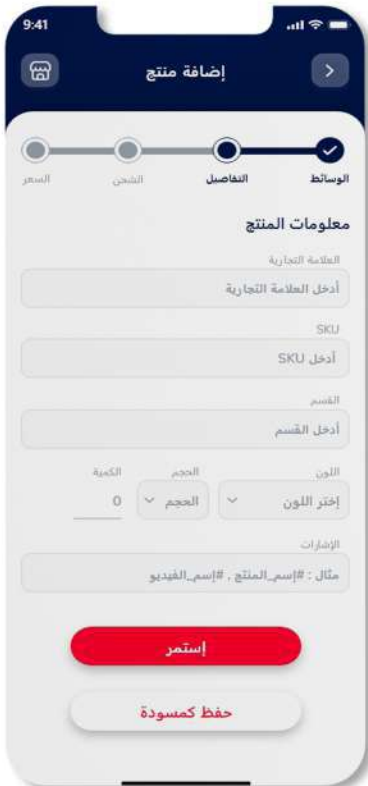 9:41
إضافة منتج
الوسائط التفاصيل الشحن السعر
معلومات المنتج
العلامة التجارية
أدخل العلامة التجارية
SKU
أدخل SKU
القسم
أدخل القسم
اللون الحجم الكمية
إختر اللون الحجم 0
الإشارات
مثال : #إسم_المنتج , #إسم_الفيديو
إستمر
حفظ كمسودة